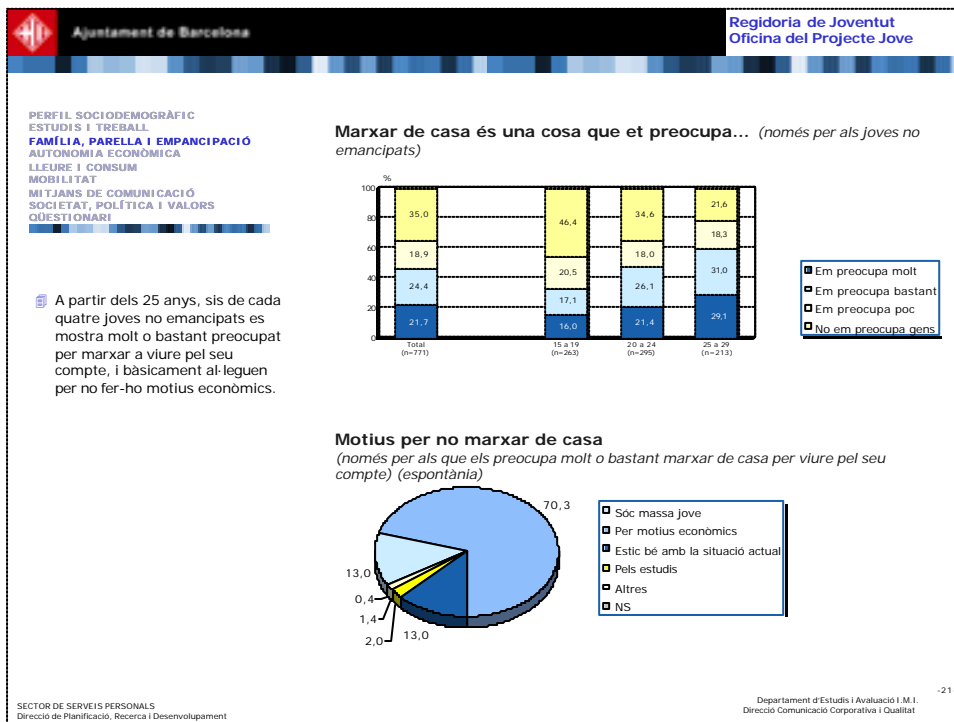 Ajuntament de Barcelona
Regidoria de Joventut
Oficina del Projecte Jove
PERFIL SOCIODEMOGRÀFIC
ESTUDIS I TREBALL
FAMÍLIA, PARELLA I EMPANCIPACIÓ
AUTONOMIA ECONÒMICA
LLEURE I CONSUM
MOBILITAT
MITJANS DE COMUNICACIÓ
SOCIETAT, POLÍTICA I VALORS
QÜESTIONARI
A partir dels 25 anys, sis de cada
quatre joves no emancipats es
mostra molt o bastant preocupat
per marxar a viure pel seu
compte, i bàsicament al·leguen
per no fer-ho motius econòmics.
Marxar de casa és una cosa que et preocupa... (només per als joves no
emancipats)
%
100
80
60
40
20
0
35,0
18,9
24,4
21,7
46,4
20,5
17,1
16,0
34,6
18,0
26,1
21,4
21,6
18,3
31,0
29,1
Total
(n=771)
15 a 19
(n=263)
20 a 24
(n=295)
25 a 29
(n=213)
Em preocupa molt
Em preocupa bastant
Em preocupa poc
No em preocupa gens
Motius per no marxar de casa
(només per als que els preocupa molt o bastant marxar de casa per viure pel seu
compte) (espontània)
70,3
13,0
0,4
1,4
2,0
13,0
Sóc massa jove
Per motius econòmics
Estic bé amb la situació actual
Pels estudis
Altres
NS
SECTOR DE SERVEIS PERSONALS
Direcció de Planificació, Recerca i Desenvolupament
Departament d'Estudis i Avaluació I.M.I.
Direcció Comunicació Corporativa i Qualitat
-21